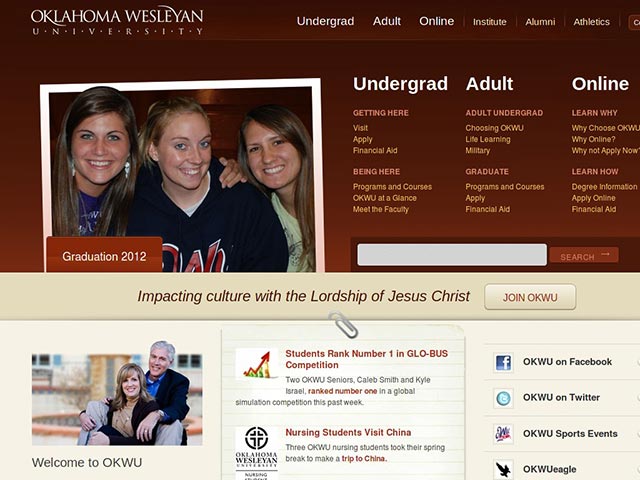 OKLAHOMA WESLEYAN
U·N·I·V·E·R·S·I·T·Y
Undergrad Adult Online Institute Alumni Athletics
Undergrad
GETTING HERE
Visit
Apply
Financial Aid
BEING HERE
Programs and Courses
OKWU at a Glance
Meet the Faculty
Adult
ADULT UNDERGRAD
Choosing OKWU
Life Learning
Military
GRADUATE
Programs and Courses
Apply
Financial Aid
Online
LEARN WHY
Why Choose OKWU
Why Online?
Why not Apply Now?
LEARN HOW
Degree Information
Apply Online
Financial Aid
Graduation 2012
SEARCH →
Impacting culture with the Lordship of Jesus Christ
JOIN OKWU
Welcome to OKWU
Students Rank Number 1 in GLO-BUS
Competition
Two OKWU Seniors, Caleb Smith and Kyle
Israel, ranked number one in a global
simulation competition this past week.
OKLAHOMA
WESLEYAN
UNIVERSITY
NURSING
STUDENT
Nursing Students Visit China
Three OKWU nursing students took their spring
break to make a trip to China.
OKWU on Facebook
OKWU on Twitter
OKWU Sports Events
OKWUeagle